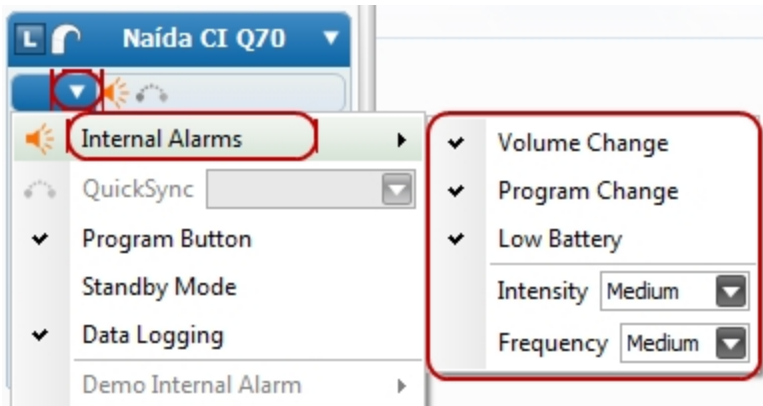 L Naída CI Q70
Internal Alarms
QuickSync
Program Button
Standby Mode
Data Logging
Demo Internal Alarm
Volume Change
Program Change
Low Battery
Intensity Medium
Frequency Medium